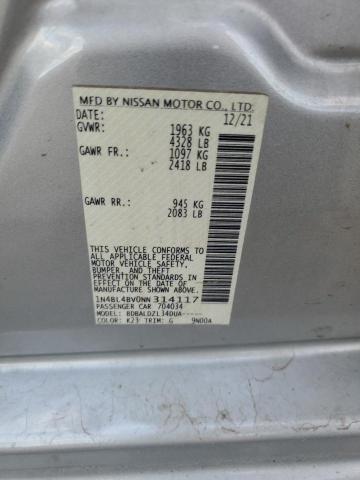 MFD BY NISSAN MOTOR CO., LTD.
DATE: 12/21
GVWR: 1963 KG
4328 LB
GAWR FR.: 1097 KG
2418 LB
GAWR RR.: 945 KG
2083 LB
THIS VEHICLE CONFORMS TO
ALL APPLICABLE FEDERAL
MOTOR VEHICLE SAFETY,
BUMPER, AND THEFT
PREVENTION STANDARDS IN
EFFECT ON THE DATE OF
MANUFACTURE SHOWN ABOVE.
1N4BL4BV0NN 314117
PASSENGER CAR 704034
MODEL: BDBALDZL34DUA-----
COLOR: K23 TRIM: G 9N00A